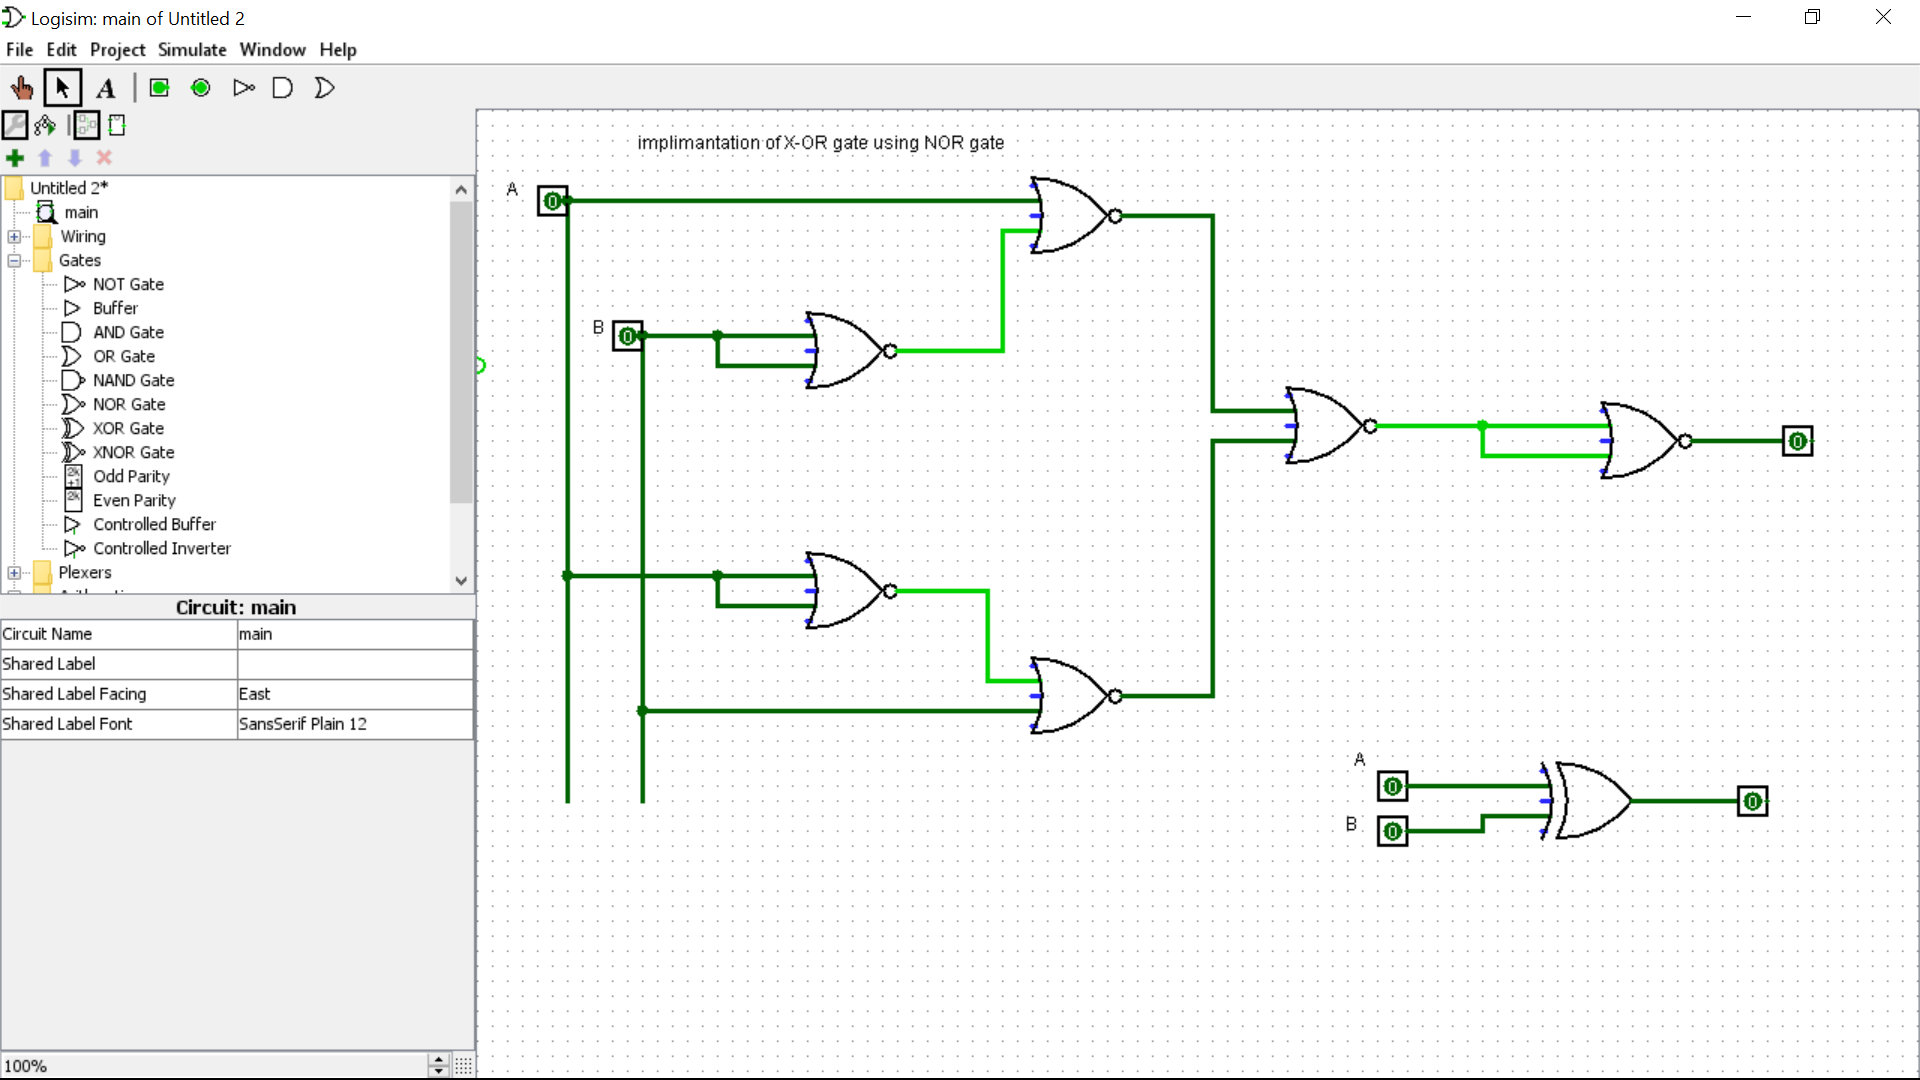 Logisim: main of Untitled 2
File Edit Project Simulate Window Help
A
implimantation of X-OR gate using NOR gate
Untitled 2*
main
Wiring
Gates
NOT Gate
Buffer
AND Gate
OR Gate
NAND Gate
NOR Gate
XOR Gate
XNOR Gate
2k
+1
Odd Parity
2k
Even Parity
Controlled Buffer
Controlled Inverter
Plexers
Circuit: main
Circuit Name main
Shared Label
Shared Label Facing East
Shared Label Font SansSerif Plain 12
100%
A
0
B
0
0
A
0
B
0
0